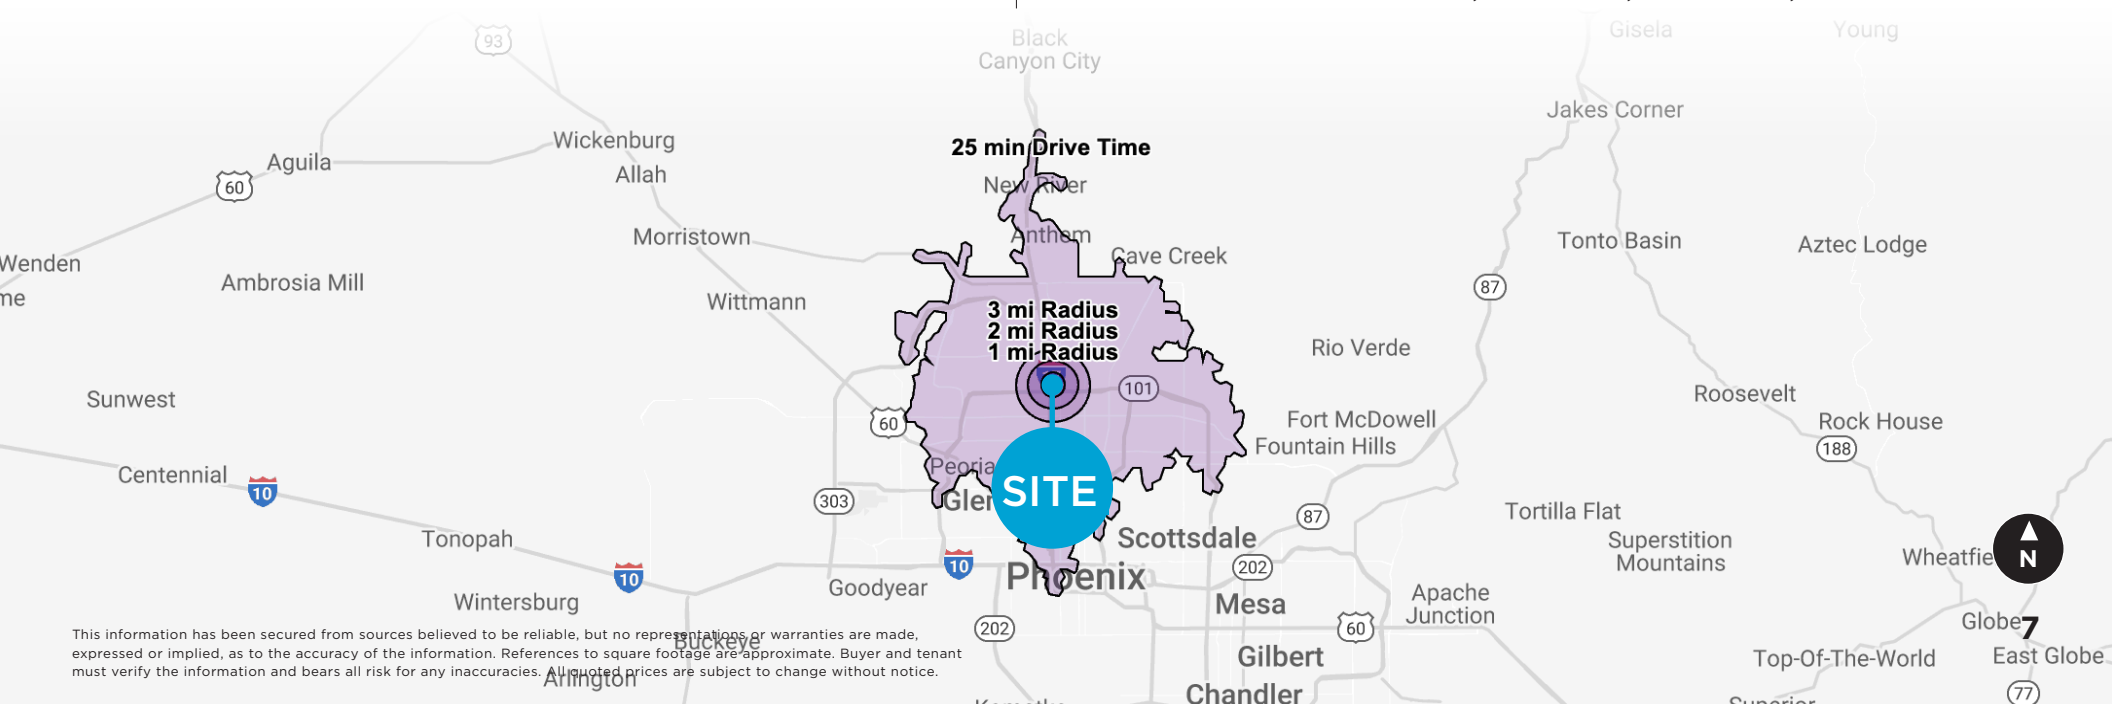 93
Black
Canyon City
Gisela
Young
Jakes Corner
Wickenburg
25 min Drive Time
Aguila
60
Allah
New River
Morristown
Anthem
Cave Creek
Tonto Basin
Aztec Lodge
Wenden
Ambrosia Mill
Wittmann
87
3 mi Radius
2 mi Radius
1 mi Radius
Rio Verde
101
Sunwest
60
Roosevelt
Fort McDowell
Rock House
Fountain Hills
188
Peoria
Centennial
10
303
SITE
87
Tortilla Flat
Tonopah
Scottsdale
Superstition
Mountains
Wheatfie
N
10
10
Goodyear
Phoenix
202
Apache
Junction
Wintersburg
Mesa
202
60
Globe
7
This information has been secured from sources believed to be reliable, but no representations or warranties are made,
expressed or implied, as to the accuracy of the information. References to square footage are approximate. Buyer and tenant
must verify the information and bears all risk for any inaccuracies. All quoted prices are subject to change without notice.
Buckeye
Arlington
Gilbert
Top-Of-The-World
East Globe
Chandler
77